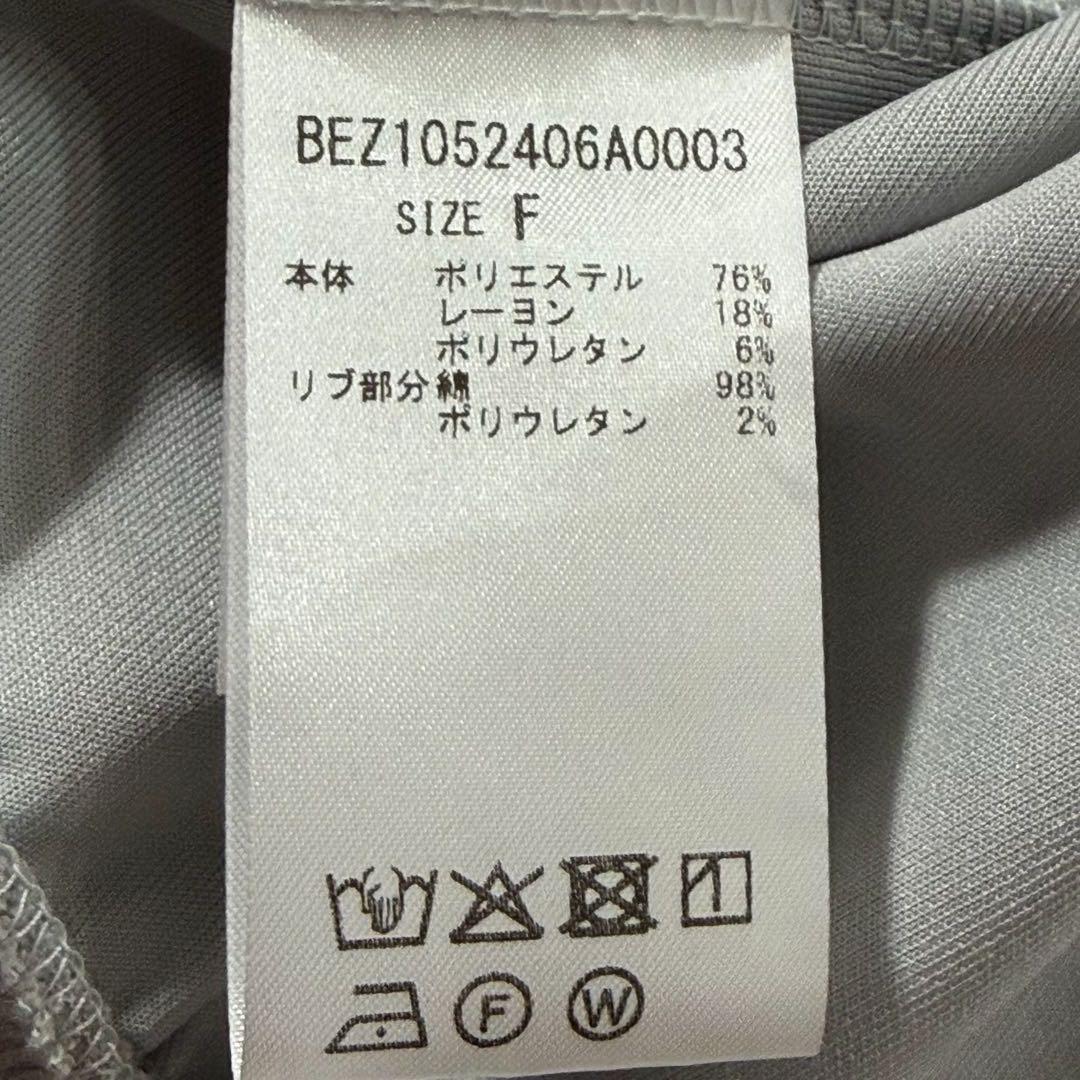 BEZ1052406A0003
SIZE F
本体 ポリエステル 76%
レーヨン 18%
ポリウレタン 6%
リブ部分 綿 98%
ポリウレタン 2%
F W